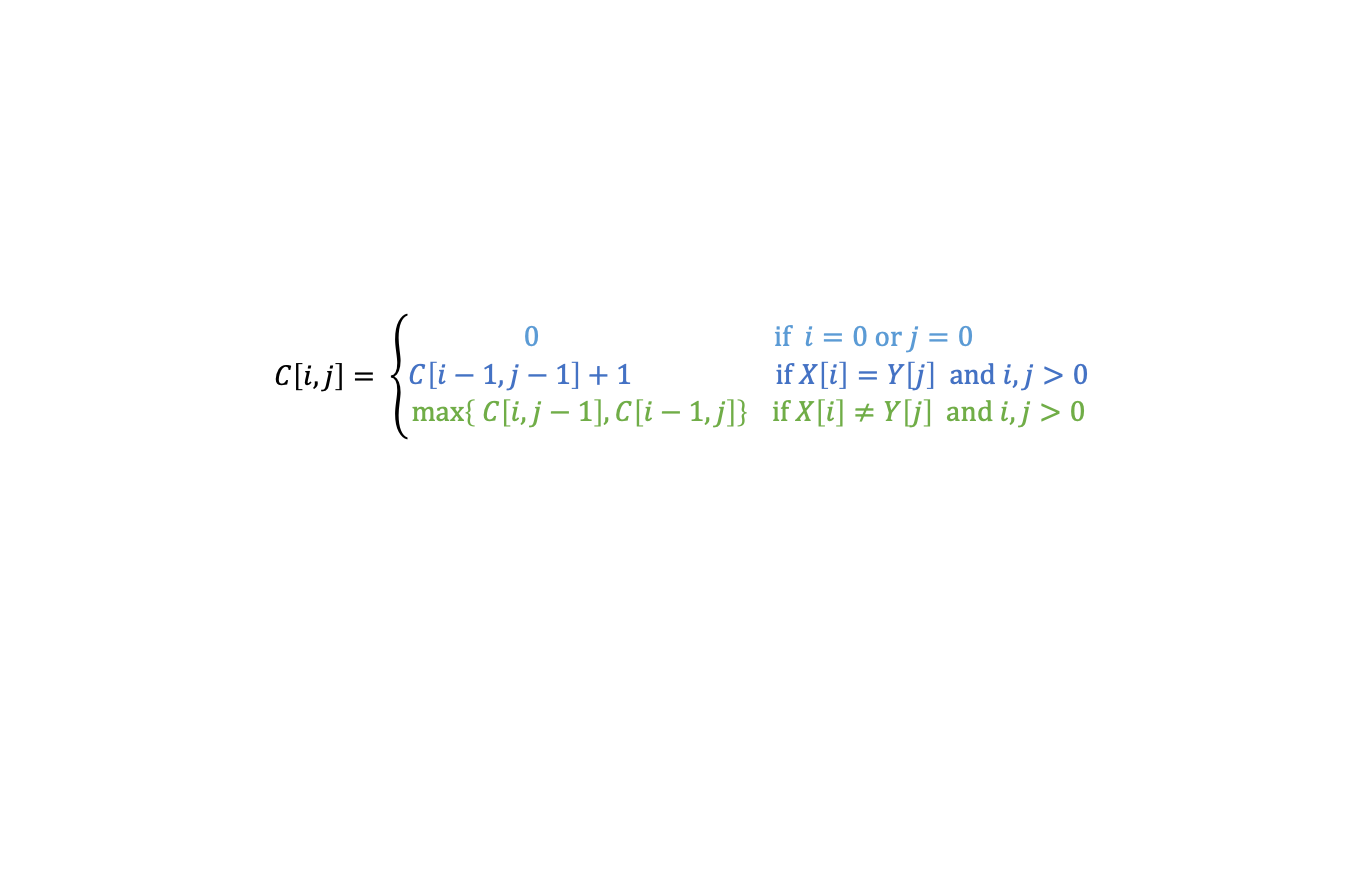 0 if i = 0 or j = 0
C[i, j] = { C[i − 1, j − 1] + 1 if X[i] = Y[j] and i, j > 0
max{ C[i, j − 1], C[i − 1, j]} if X[i] ≠ Y[j] and i, j > 0